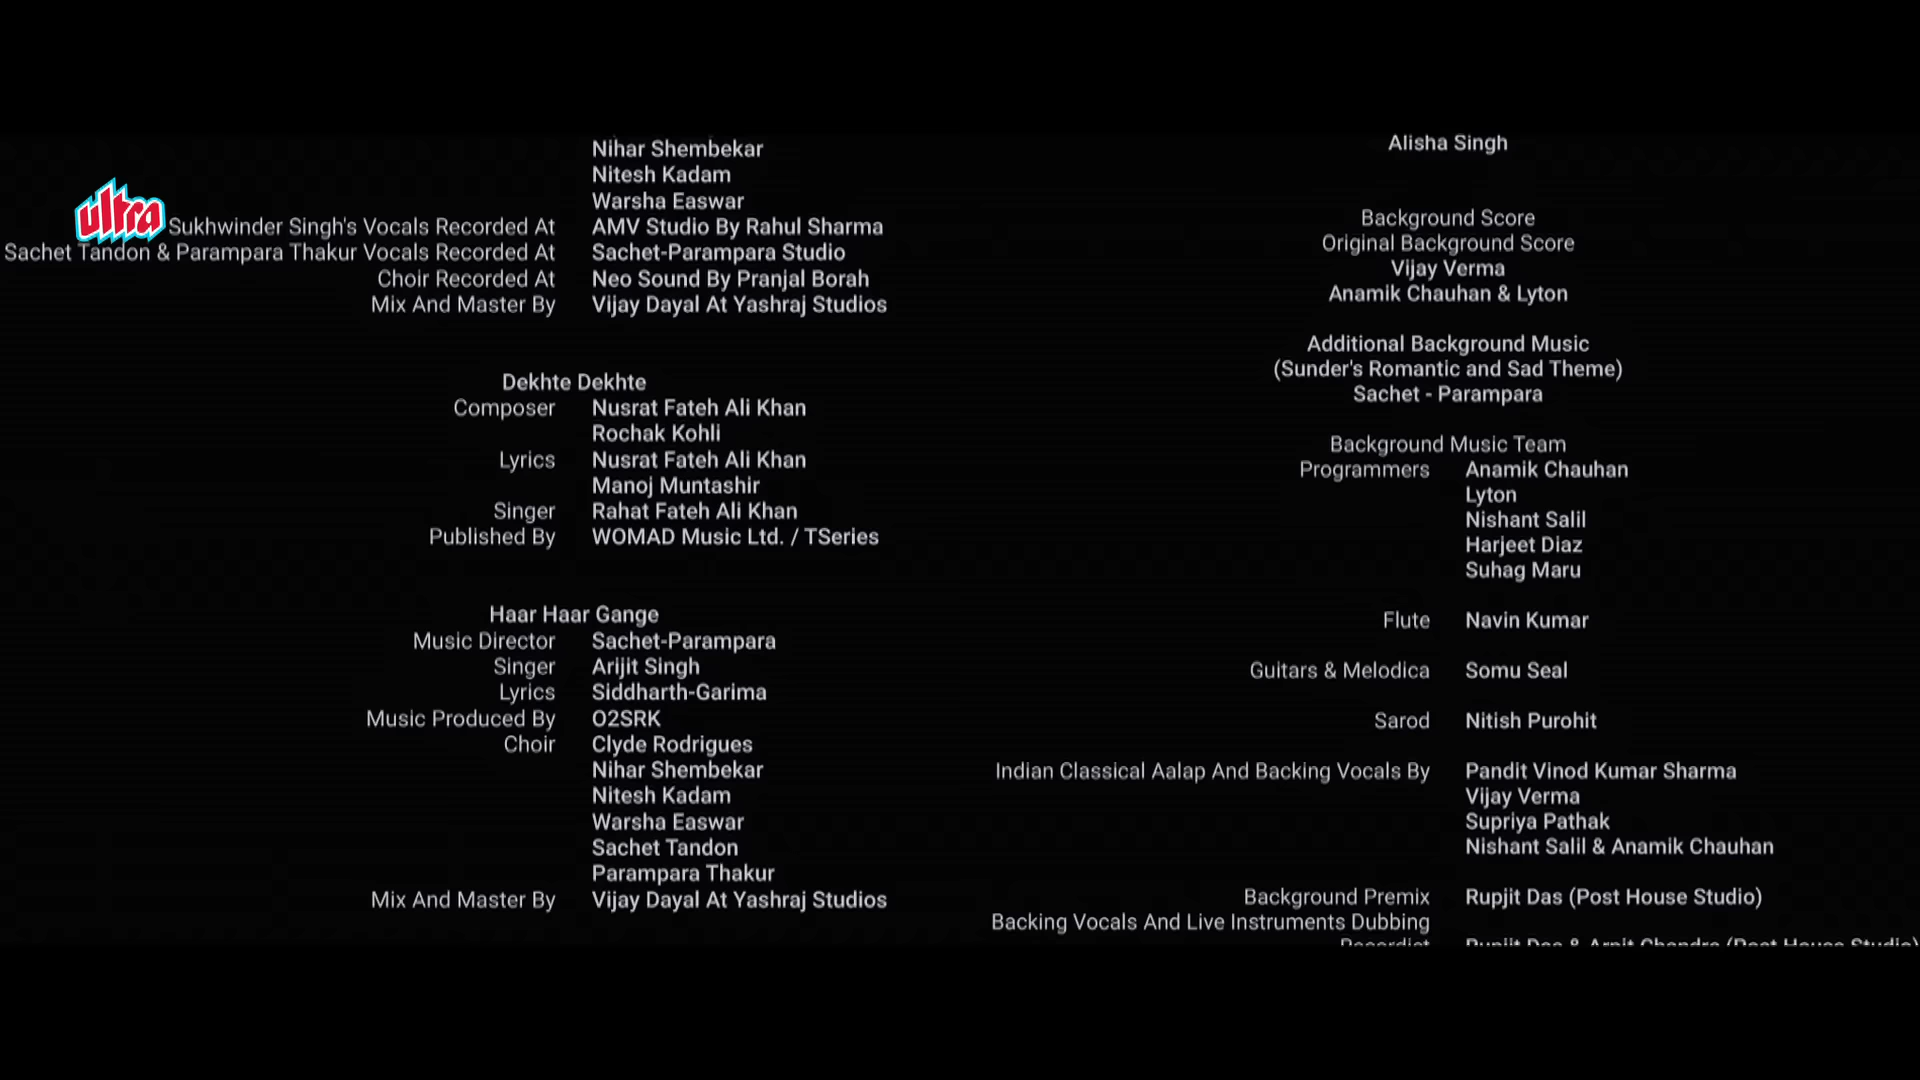 Nihar Shembekar
Nitesh Kadam
Warsha Easwar
ultra
Sukhwinder Singh's Vocals Recorded At AMV Studio By Rahul Sharma
Sachet Tandon & Parampara Thakur Vocals Recorded At Sachet-Parampara Studio
Choir Recorded At Neo Sound By Pranjal Borah
Mix And Master By Vijay Dayal At Yashraj Studios
Dekhte Dekhte
Composer Nusrat Fateh Ali Khan
Rochak Kohli
Lyrics Nusrat Fateh Ali Khan
Manoj Muntashir
Singer Rahat Fateh Ali Khan
Published By WOMAD Music Ltd. / TSeries
Haar Haar Gange
Music Director Sachet-Parampara
Singer Arijit Singh
Lyrics Siddharth-Garima
Music Produced By O2SRK
Choir Clyde Rodrigues
Nihar Shembekar
Nitesh Kadam
Warsha Easwar
Sachet Tandon
Parampara Thakur
Mix And Master By Vijay Dayal At Yashraj Studios
Alisha Singh
Background Score
Original Background Score
Vijay Verma
Anamik Chauhan & Lyton
Additional Background Music
(Sunder's Romantic and Sad Theme)
Sachet - Parampara
Background Music Team
Programmers Anamik Chauhan
Lyton
Nishant Salil
Harjeet Diaz
Suhag Maru
Flute Navin Kumar
Guitars & Melodica Somu Seal
Sarod Nitish Purohit
Indian Classical Aalap And Backing Vocals By Pandit Vinod Kumar Sharma
Vijay Verma
Supriya Pathak
Nishant Salil & Anamik Chauhan
Background Premix Rupjit Das (Post House Studio)
Backing Vocals And Live Instruments Dubbing
Recordist Rupjit Das & Arpit Chandra (Post House Studio)